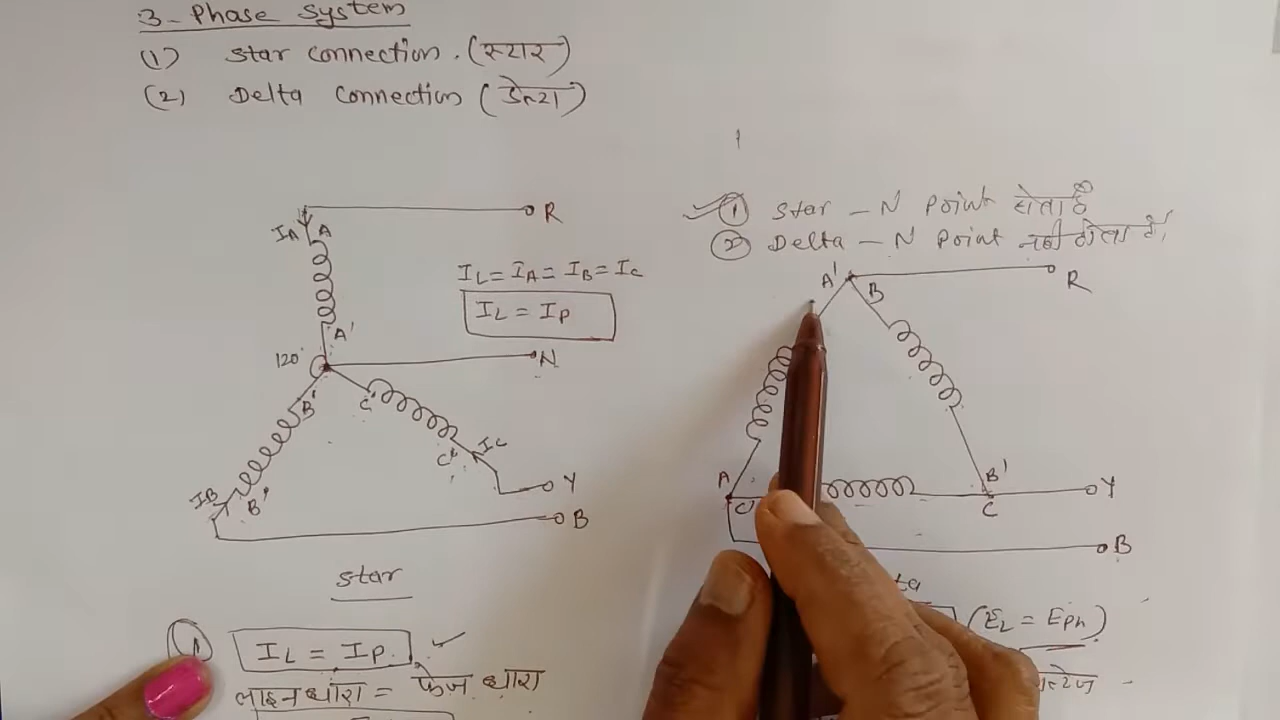 3-Phase System
(1) Star Connection. (स्टार)
(2) Delta Connection (डेल्टा)
① Star - N Point होता है
② Delta - N Point नहीं होता है।
IA A
R
IL = IA = IB = IC
IL = IP
A'
120°
N
B'
C'
IC
C
Y
IB
B
B
star
① IL = IP
लाइन धारा = फेज धारा
A'
B
R
A
C'
B'
C
Y
B
(EL = Eph)